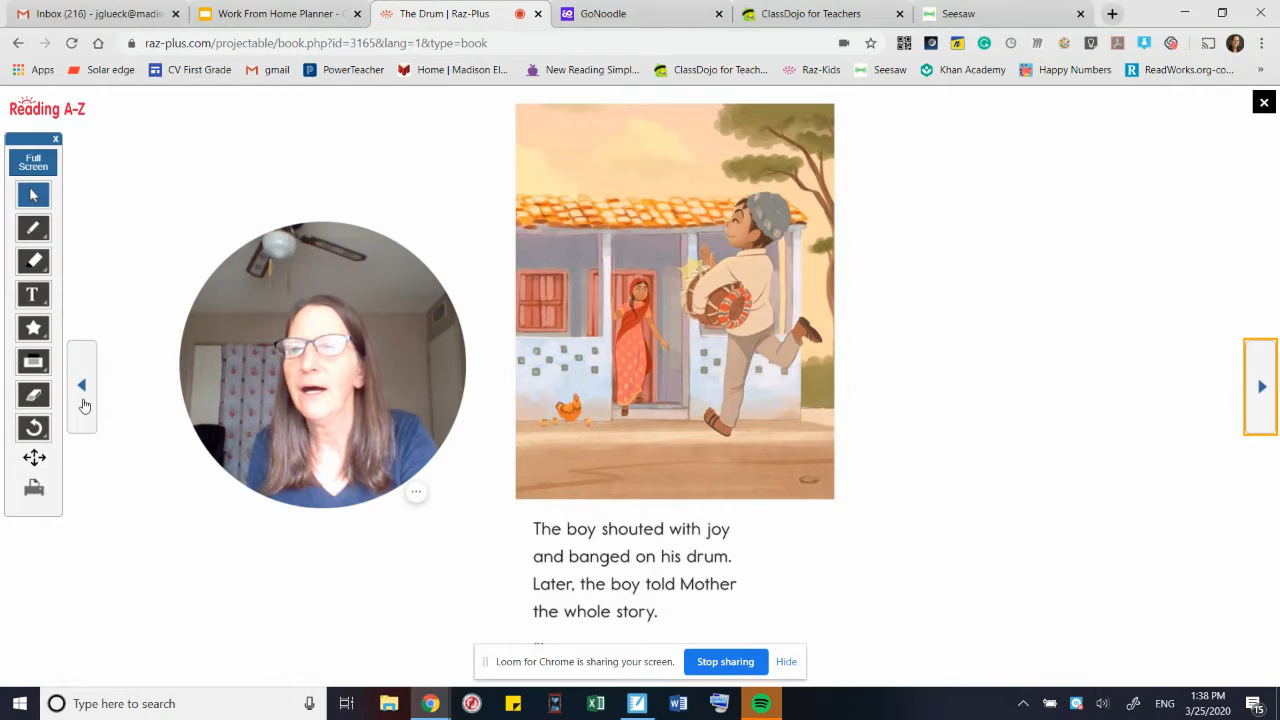 Inbox (316) - jglueck@madis
Work From Home Planner - G
The Drum | Raz-Plus
GoNoodle
ClassDojo for Teachers
Seesaw
raz-plus.com/projectable/book.php?id=3165&lang=1&type=book
Apps
Solar edge
CV First Grad
gmail
PowerTeacher
Home | Madison El...
New Reading Simpl...
ClassDojo for Teach...
Raz-Kids
Seesaw
Khan Academy
Happy Numbers
ReadWorks.org-co...
Reading A-Z
Full
Screen
T
The boy shouted with joy
and banged on his drum.
Later, the boy told Mother
the whole story.
Loom for Chrome is sharing your screen.
Stop sharing
Hide
Type here to search
ENG
1:38 PM
3/25/2020
15